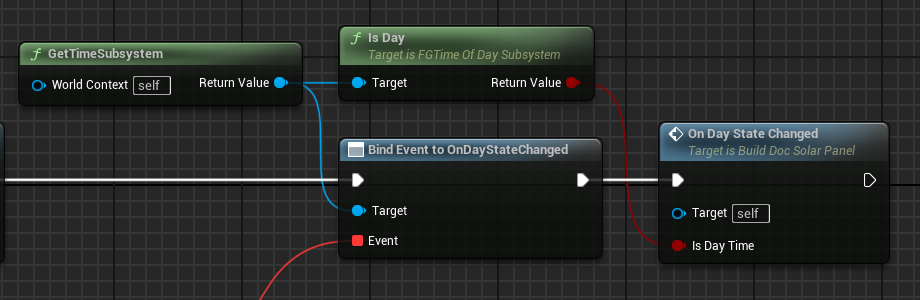 GetTimeSubsystem
World Context self Return Value
Is Day
Target is FGTime Of Day Subsystem
Target Return Value
Bind Event to OnDayStateChanged
Target
Event
On Day State Changed
Target is Build Doc Solar Panel
Target self
Is Day Time